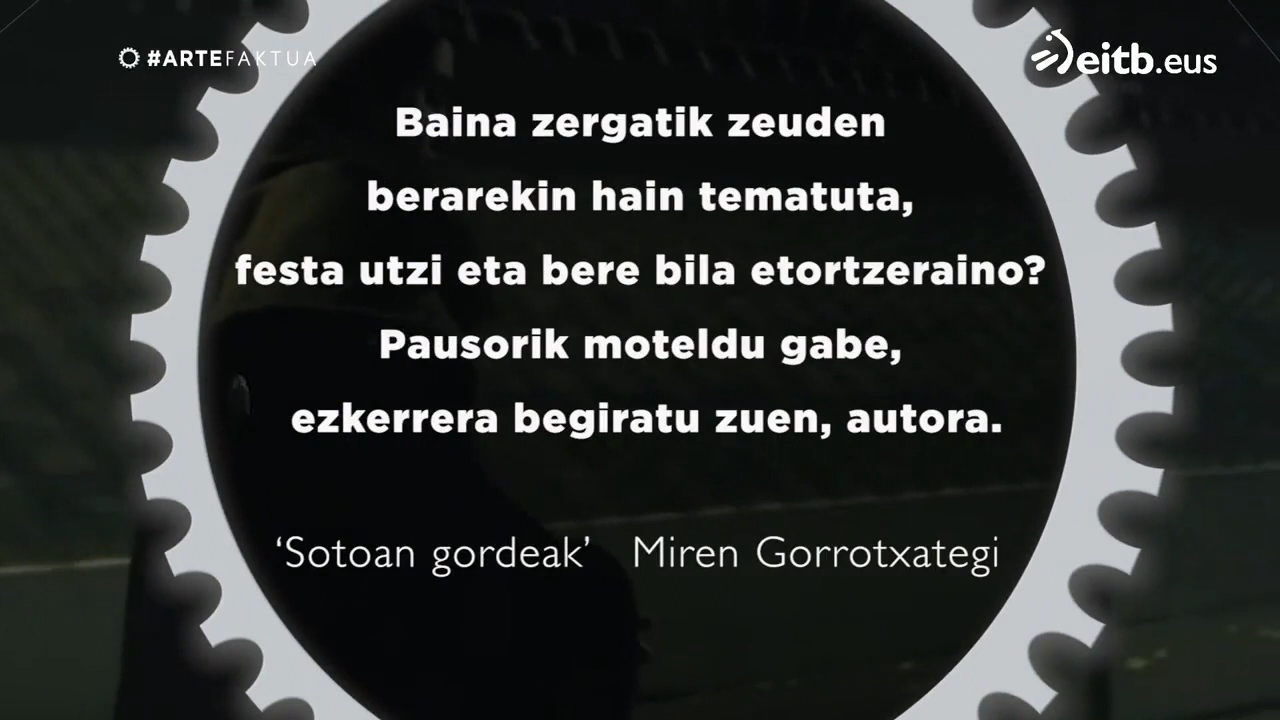 #ARTEFAKTUA
eitb.eus
Baina zergatik zeuden
berarekin hain tematuta,
festa utzi eta bere bila etortzeraino?
Pausorik moteldu gabe,
ezkerrera begiratu zuen, autora.
‘Sotoan gordeak’ Miren Gorrotxategi